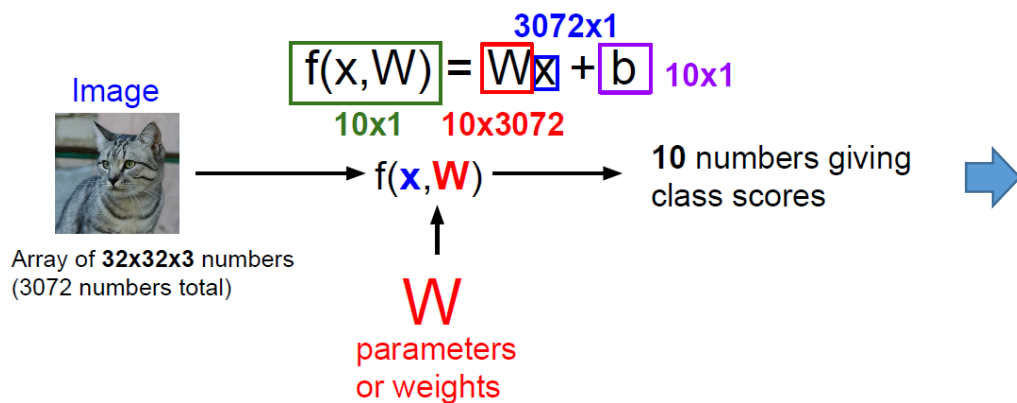 3072x1
f(x,W) = Wx + b 10x1
10x1 10x3072
Image
f(x,W)
10 numbers giving
class scores
Array of 32x32x3 numbers
(3072 numbers total)
W
parameters
or weights